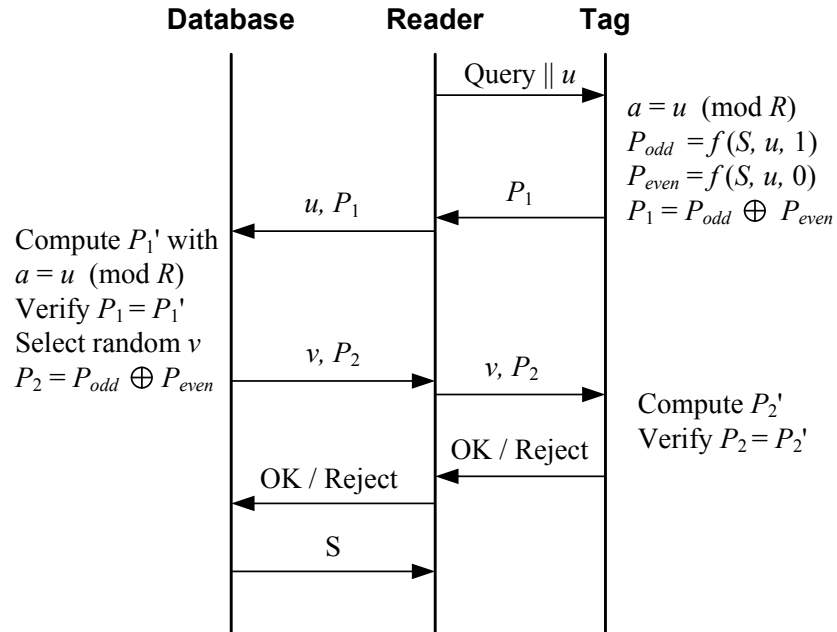 Database Reader Tag
Query || u
a = u (mod R)
P_odd = f (S, u, 1)
P_even = f (S, u, 0)
P_1 = P_odd ⊕ P_even
P_1
u, P_1
Compute P_1' with
a = u (mod R)
Verify P_1 = P_1'
Select random v
P_2 = P_odd ⊕ P_even
v, P_2
v, P_2
Compute P_2'
Verify P_2 = P_2'
OK / Reject
OK / Reject
S